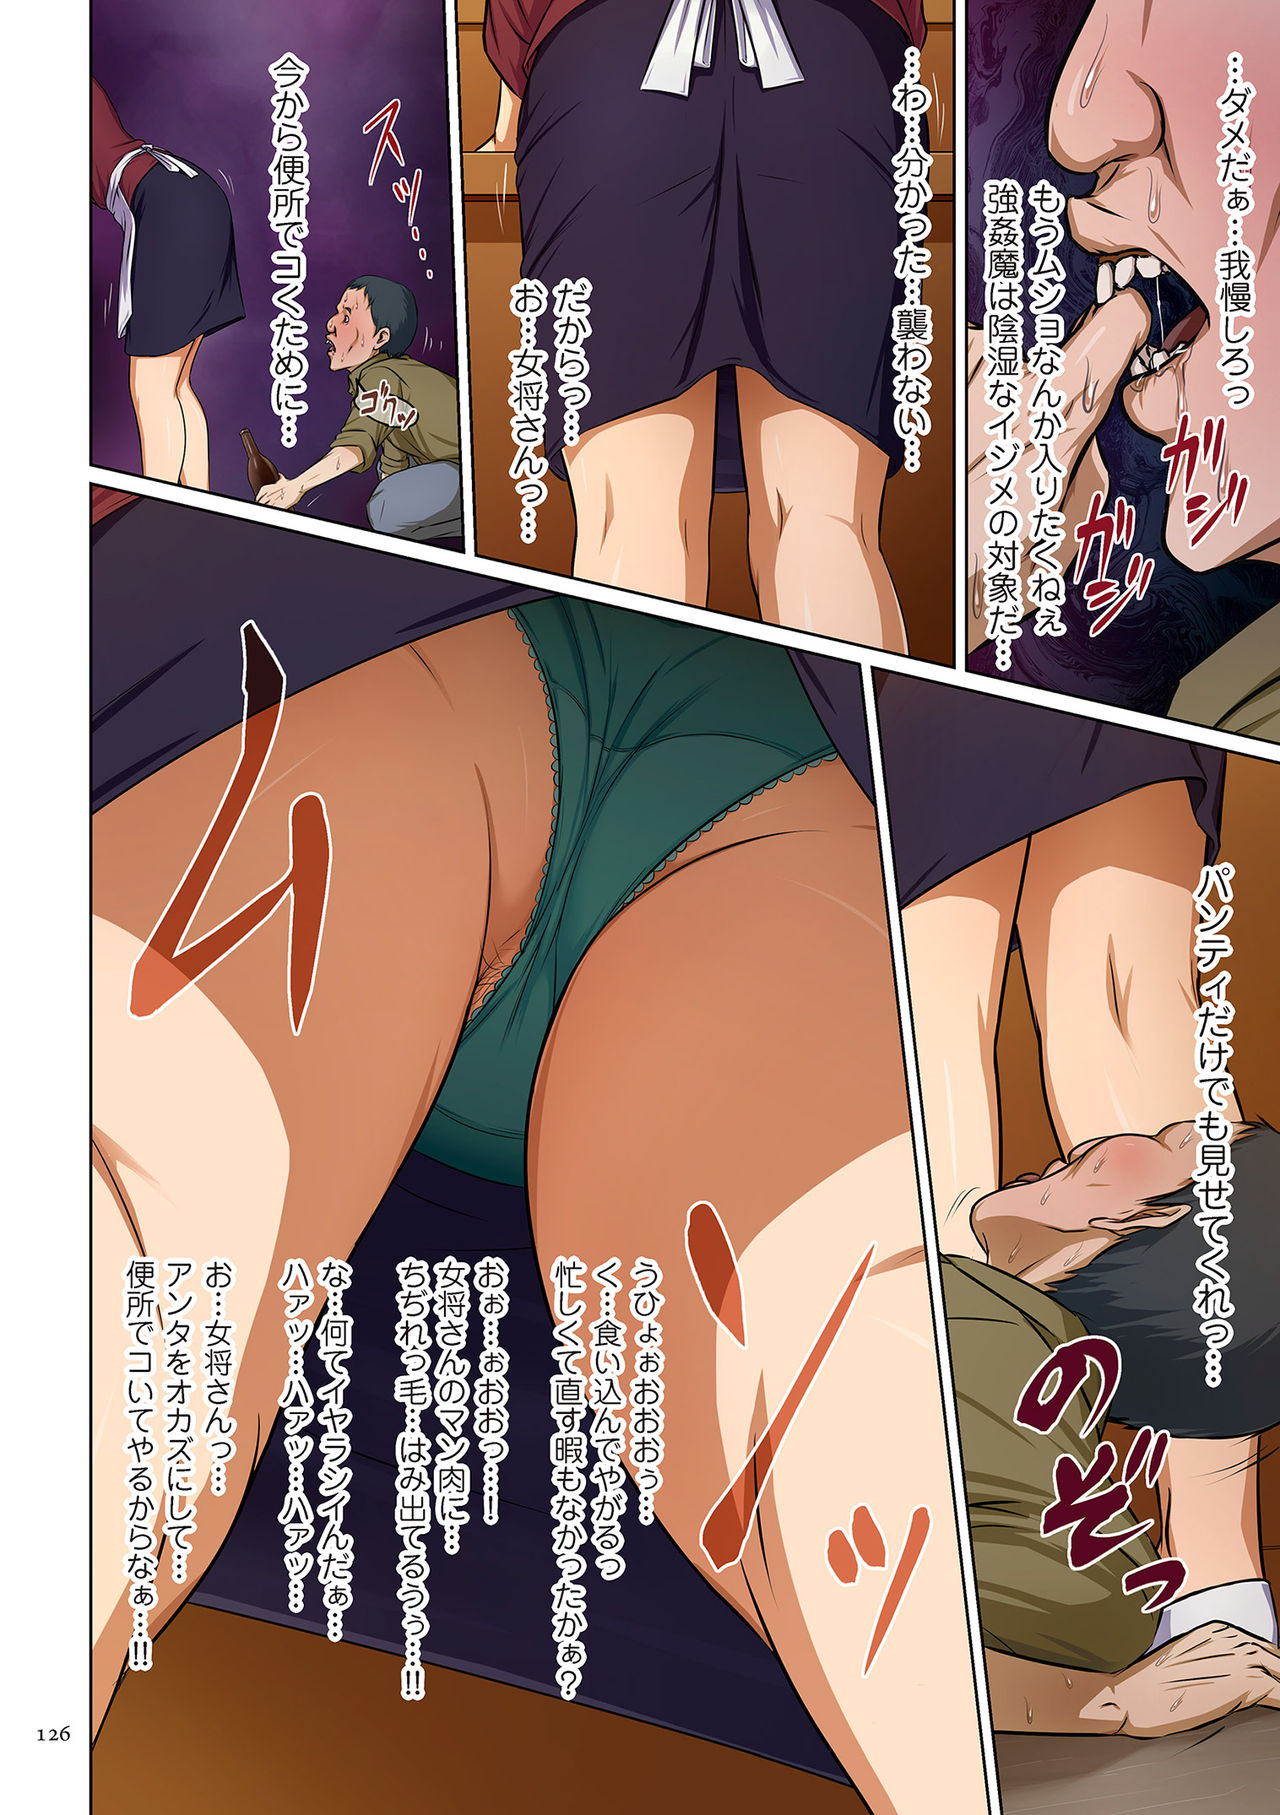 …ダメだぁ…我慢しろっ
もうムショなんか入りたくねぇ
強姦魔は陰湿なイジメの対象だ…
ガジ
ガジ
…わ…分かった…襲わない…
だからっ…
お…女将さんっ…
スッ…
今から便所でコくために…
ゴクッ
パンティだけでも見せてくれっ…
のぞっ
ムワッ
うひょぉおおおぅ…
く…食い込んでやがるっ
忙しくて直す暇もなかったかぁ?
おぉ…ぉおおっ…!
女将さんのマン肉に…
ちぢれっ毛…はみ出てるうぅ…!!
な…何てイヤラシイんだぁ…
ハァッ…ハァッ…ハァッ…
お…女将さんっ…
アンタをオカズにして…
便所でコいてやるからなぁ…!!
126